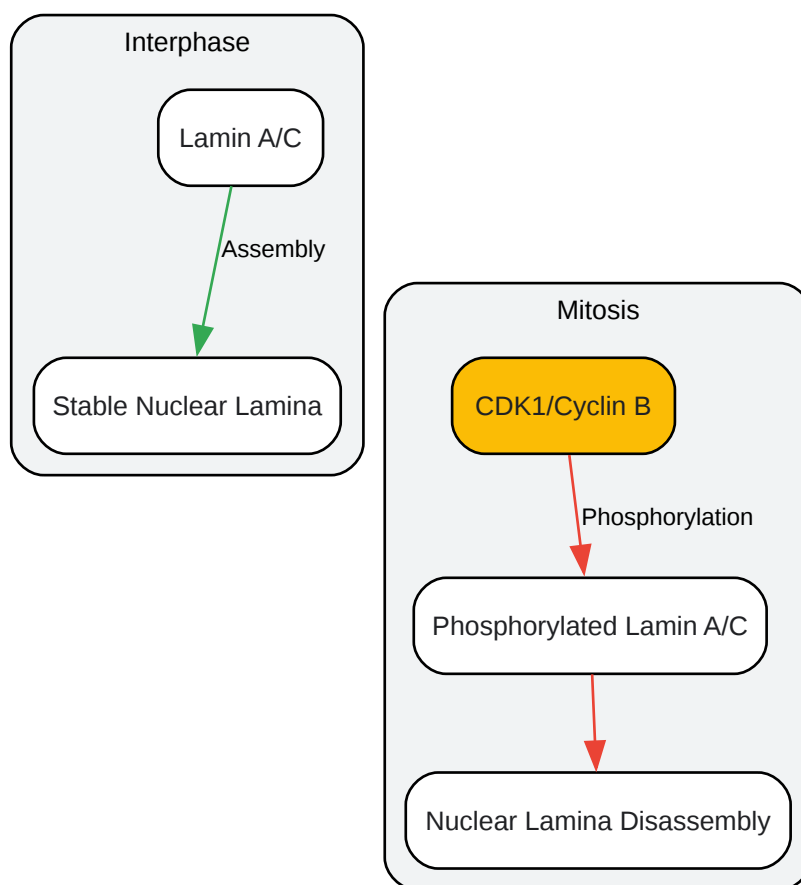 Interphase
Lamin A/C
Assembly
Stable Nuclear Lamina
Mitosis
CDK1/Cyclin B
Phosphorylation
Phosphorylated Lamin A/C
Nuclear Lamina Disassembly